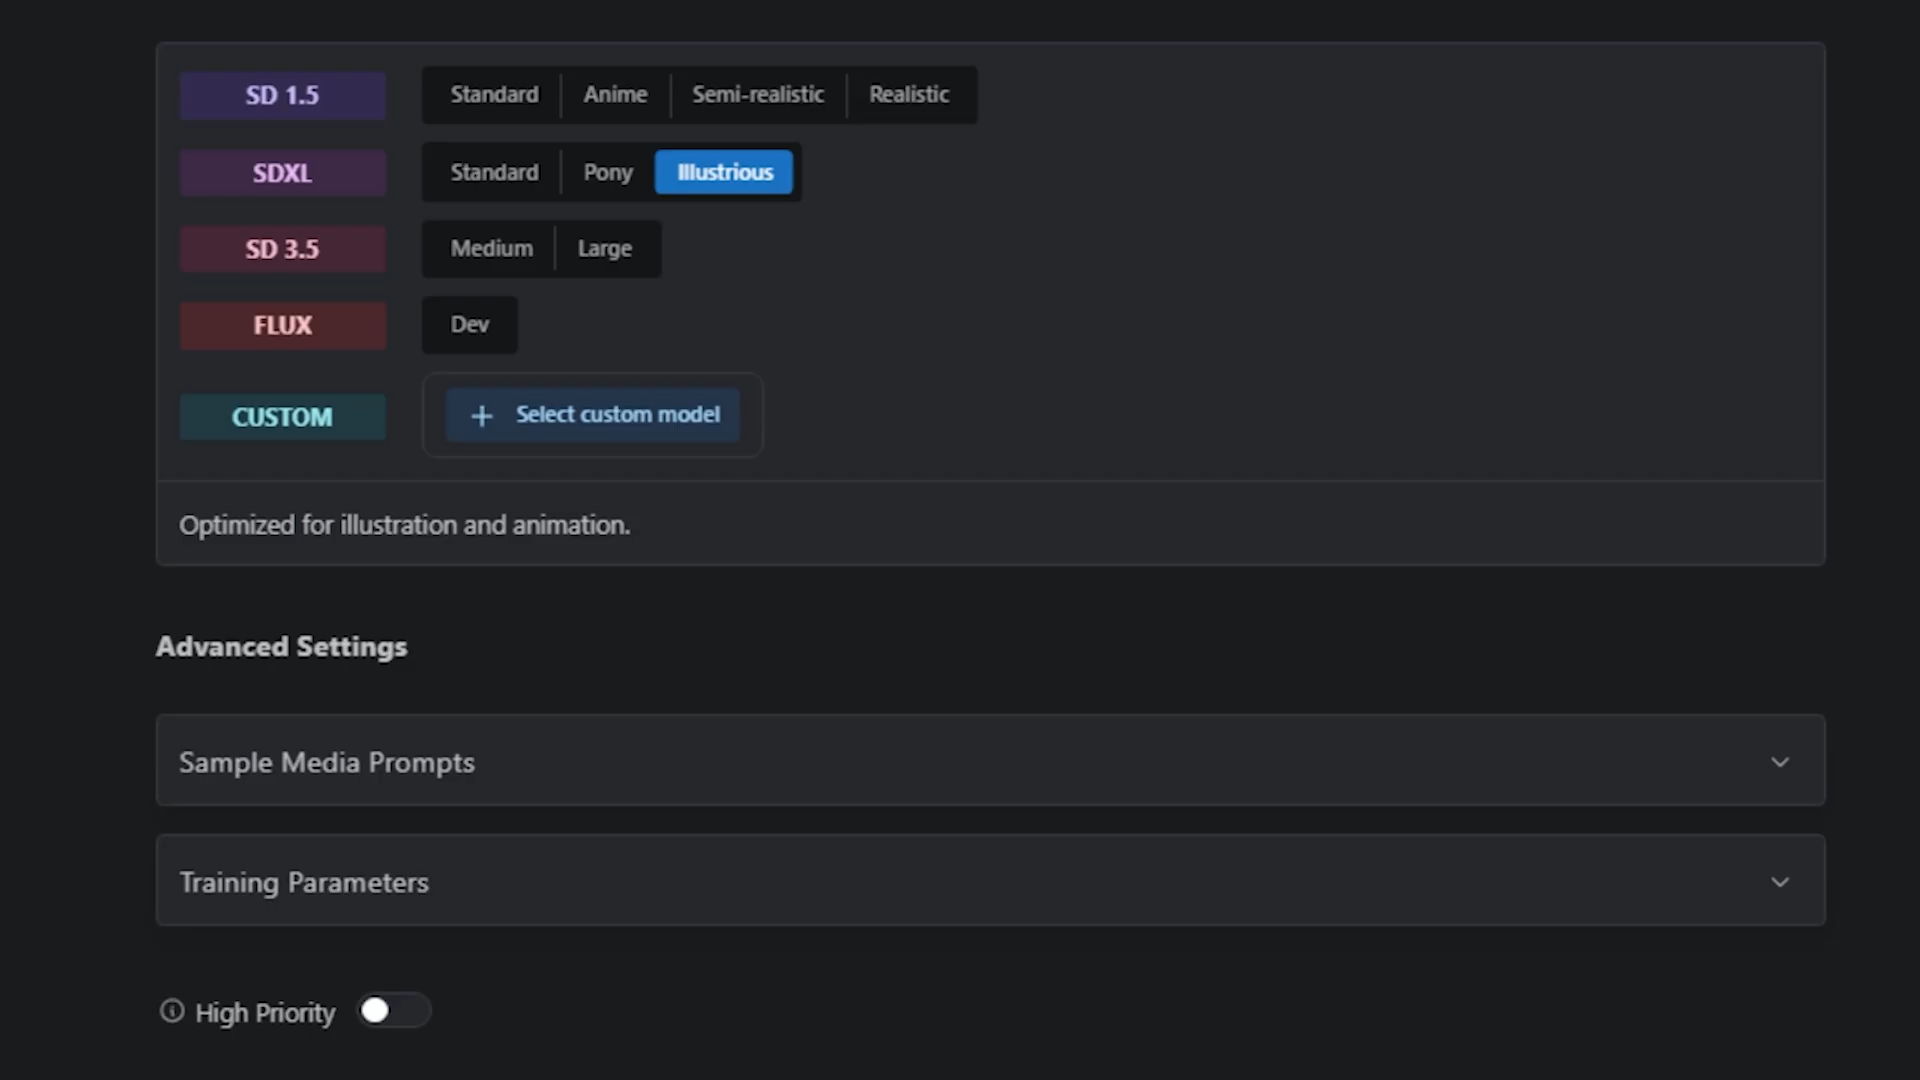 SD 1.5 Standard Anime Semi-realistic Realistic
SDXL Standard Pony Illustrious
SD 3.5 Medium Large
FLUX Dev
CUSTOM + Select custom model
Optimized for illustration and animation.
Advanced Settings
Sample Media Prompts
Training Parameters
High Priority